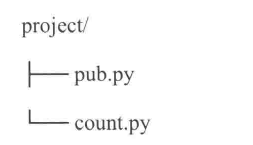 project/
├── pub.py
└── count.py